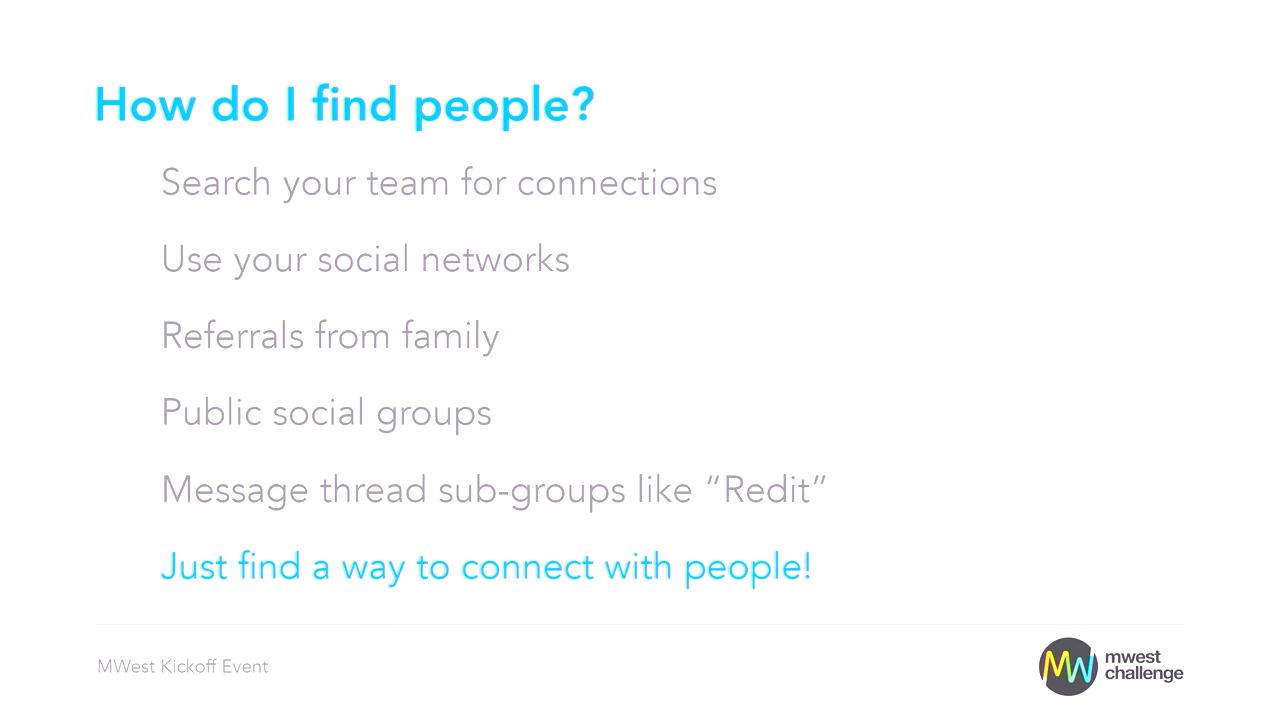 How do I find people?
Search your team for connections
Use your social networks
Referrals from family
Public social groups
Message thread sub-groups like “Redit”
Just find a way to connect with people!
MWest Kickoff Event
MW
mwest
challenge